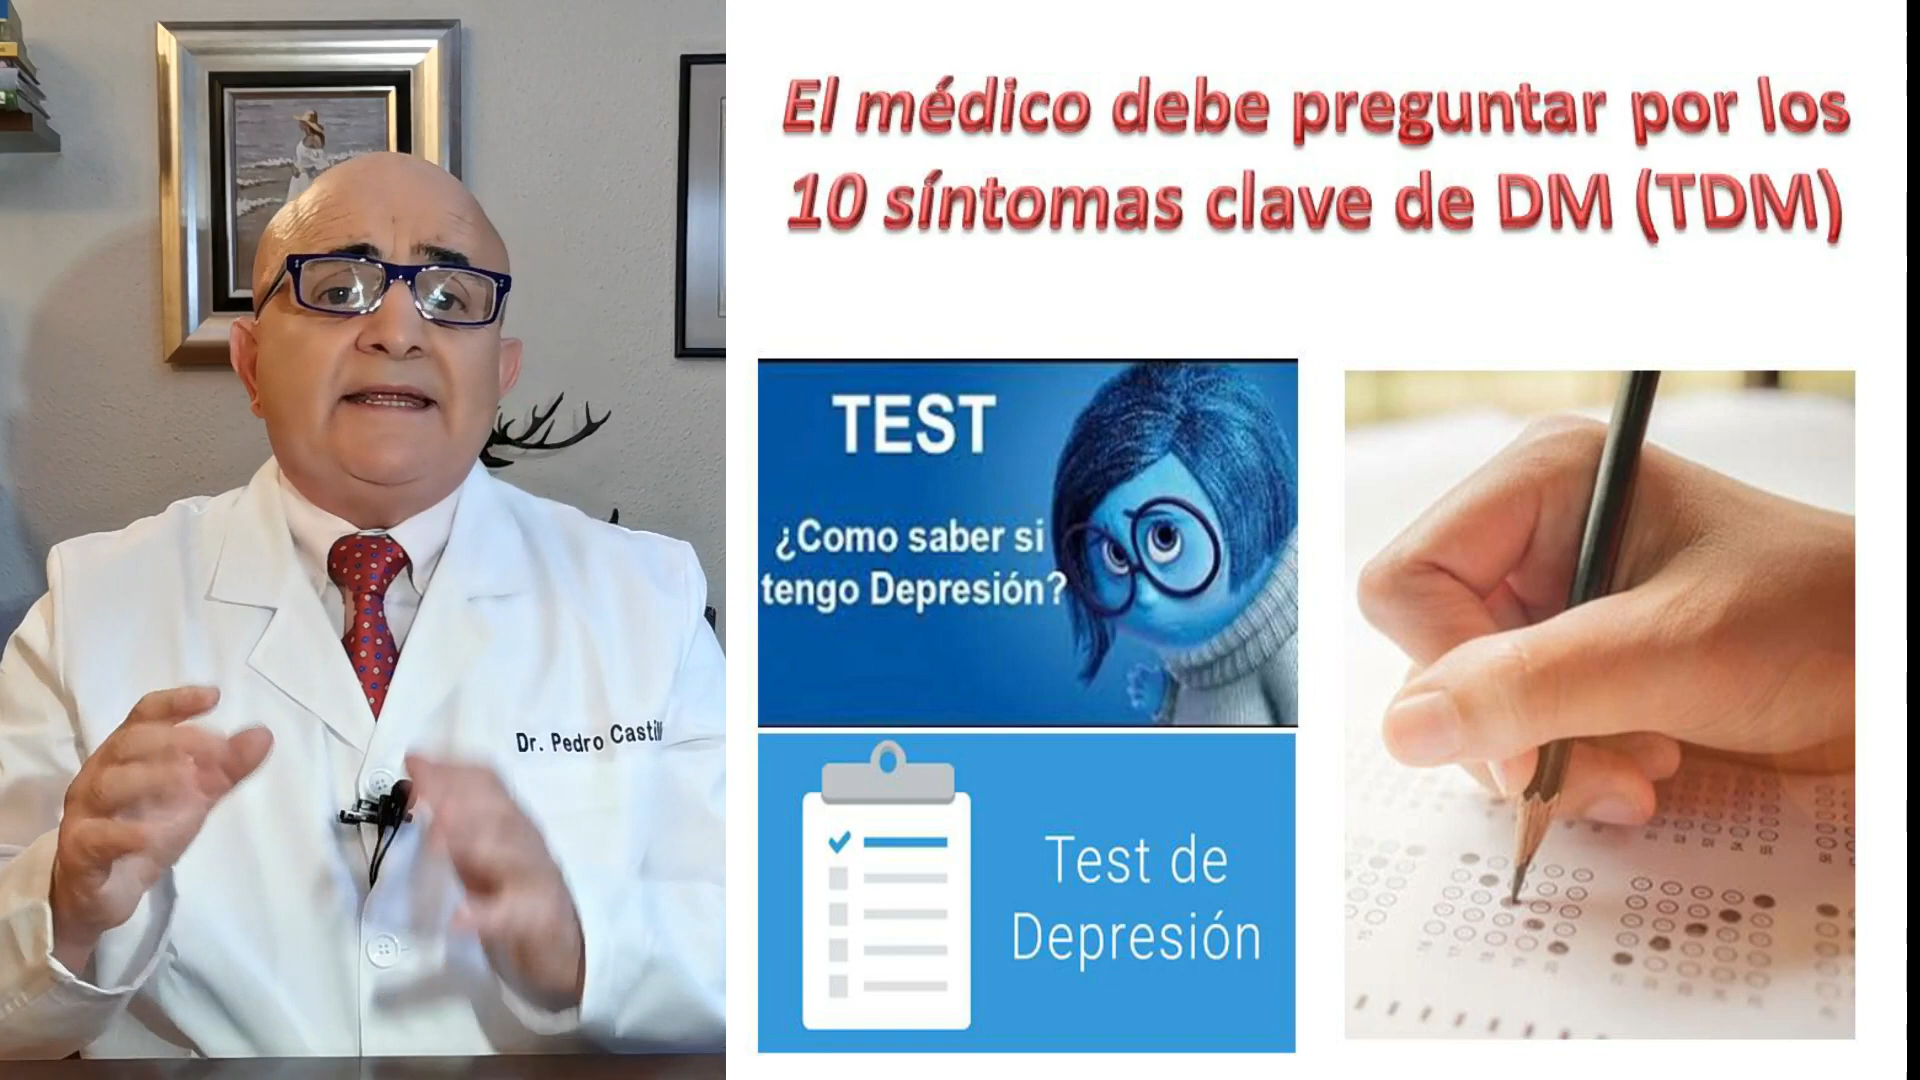 El médico debe preguntar por los
10 síntomas clave de DM (TDM)
TEST
¿Como saber si
tengo Depresión?
Test de
Depresión
Dr. Pedro